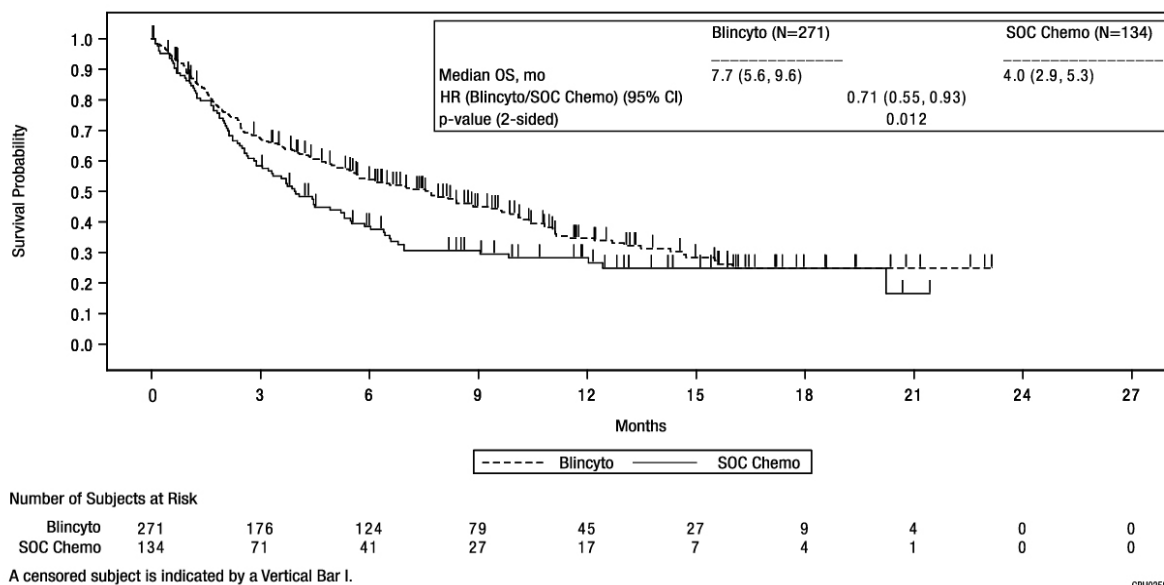 Blincyto (N=271) SOC Chemo (N=134)
Median OS, mo 7.7 (5.6, 9.6) 4.0 (2.9, 5.3)
HR (Blincyto/SOC Chemo) (95% CI) 0.71 (0.55, 0.93)
p-value (2-sided) 0.012
Survival Probability
1.0
0.9
0.8
0.7
0.6
0.5
0.4
0.3
0.2
0.1
0.0
0 3 6 9 12 15 18 21 24 27
Months
Blincyto SOC Chemo
Number of Subjects at Risk
Blincyto 271 176 124 79 45 27 9 4 0 0
SOC Chemo 134 71 41 27 17 7 4 1 0 0
A censored subject is indicated by a Vertical Bar I.